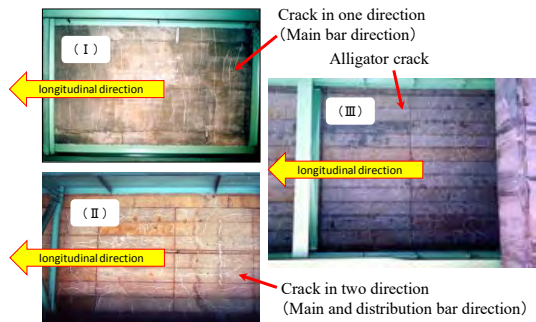 Crack in one direction
（Main bar direction）
（Ⅰ）
longitudinal direction
Alligator crack
（Ⅲ）
longitudinal direction
（Ⅱ）
longitudinal direction
Crack in two direction
（Main and distribution bar direction）